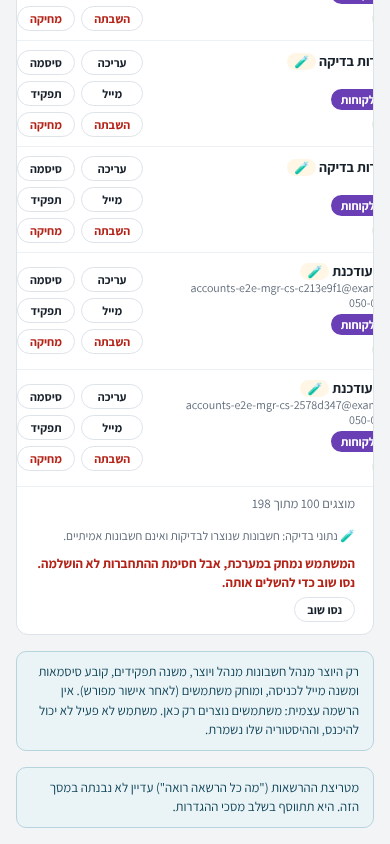 השבתה מחיקה
רות בדיקה 🧪
לקוחות
עריכה סיסמה
מייל תפקיד
השבתה מחיקה
רות בדיקה 🧪
לקוחות
עריכה סיסמה
מייל תפקיד
השבתה מחיקה
עודכנת 🧪
accounts-e2e-mgr-cs-c213e9f1@exam
050-0
לקוחות
עריכה סיסמה
מייל תפקיד
השבתה מחיקה
עודכנת 🧪
accounts-e2e-mgr-cs-2578d347@exam
050-0
לקוחות
עריכה סיסמה
מייל תפקיד
השבתה מחיקה
מוצגים 100 מתוך 198
🧪 נתוני בדיקה: חשבונות שנוצרו לבדיקות ואינם חשבונות אמיתיים.
המשתמש נמחק במערכת, אבל חסימת ההתחברות לא הושלמה.
נסו שוב כדי להשלים אותה.
נסו שוב
רק היוצר מנהל חשבונות מנהל ויוצר, משנה תפקידים, קובע סיסמאות
ומשנה מייל לכניסה, ומוחק משתמשים (לאחר אישור מפורש). אין
הרשמה עצמית: משתמשים נוצרים רק כאן. משתמש לא פעיל לא יכול
להיכנס, וההיסטוריה שלו נשמרת.
מטריצת ההרשאות ("מה כל הרשאה רואה") עדיין לא נבנתה במסך
הזה. היא תתווסף בשלב מסכי ההגדרות.